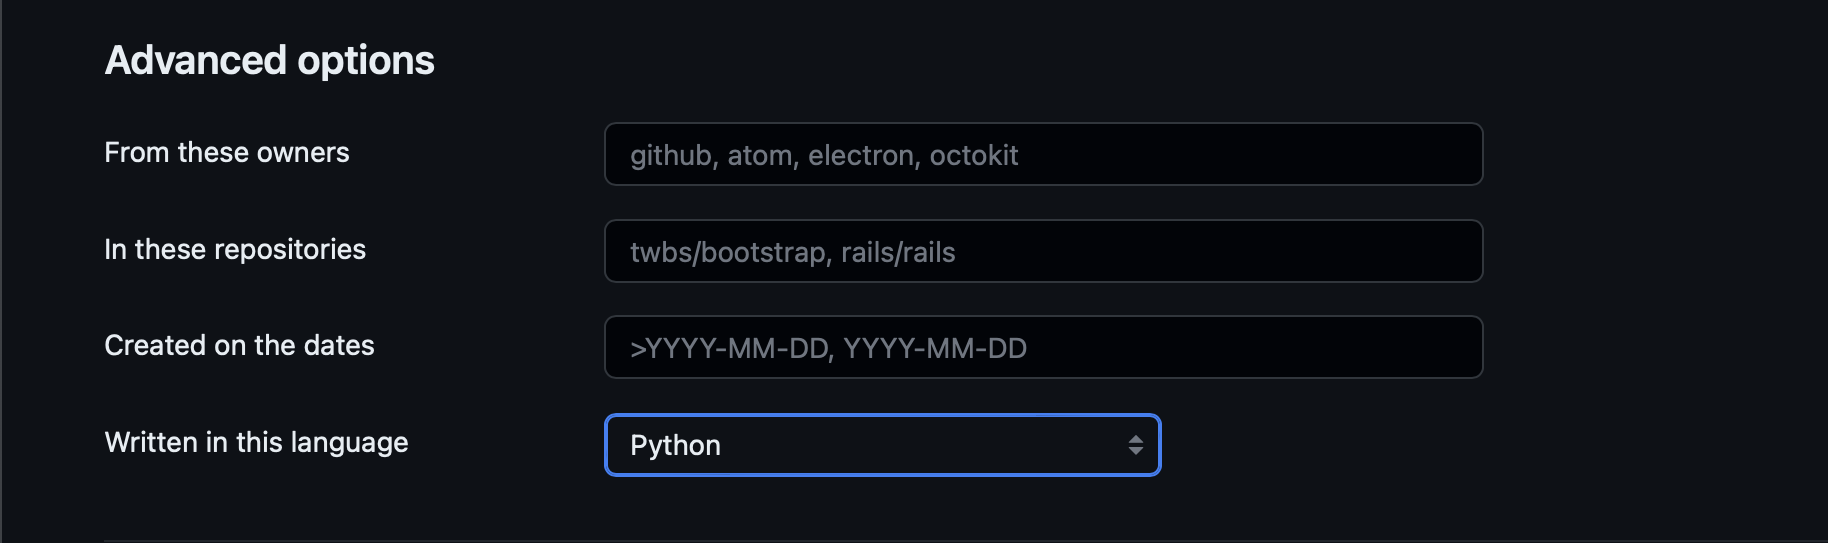 Advanced options
From these owners
github, atom, electron, octokit
In these repositories
twbs/bootstrap, rails/rails
Created on the dates
>YYYY-MM-DD, YYYY-MM-DD
Written in this language
Python